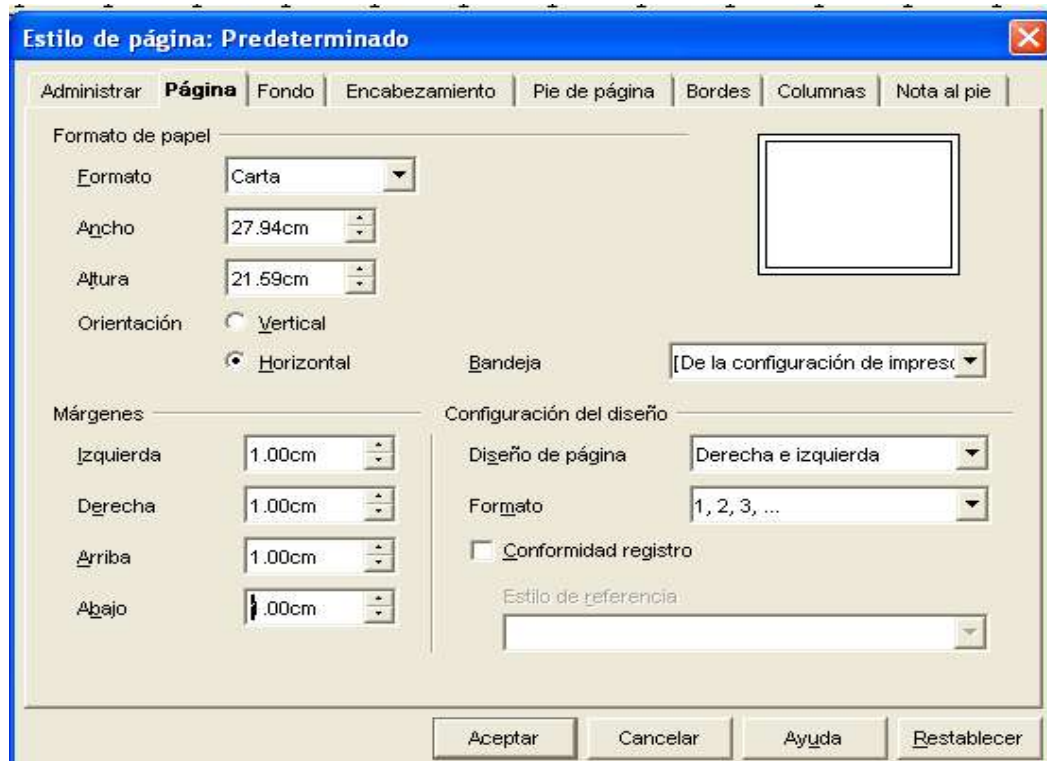 Estilo de página: Predeterminado
Administrar Página Fondo Encabezamiento Pie de página Bordes Columnas Nota al pie
Formato de papel
Formato Carta
Ancho 27.94cm
Altura 21.59cm
Orientación Vertical
Horizontal Bandeja [De la configuración de impreso
Márgenes Configuración del diseño
Izquierda 1.00cm Diseño de página Derecha e izquierda
Derecha 1.00cm Formato 1, 2, 3, ...
Arriba 1.00cm Conformidad registro
Estilo de referencia
Abajo .00cm
Aceptar Cancelar Ayuda Restablecer